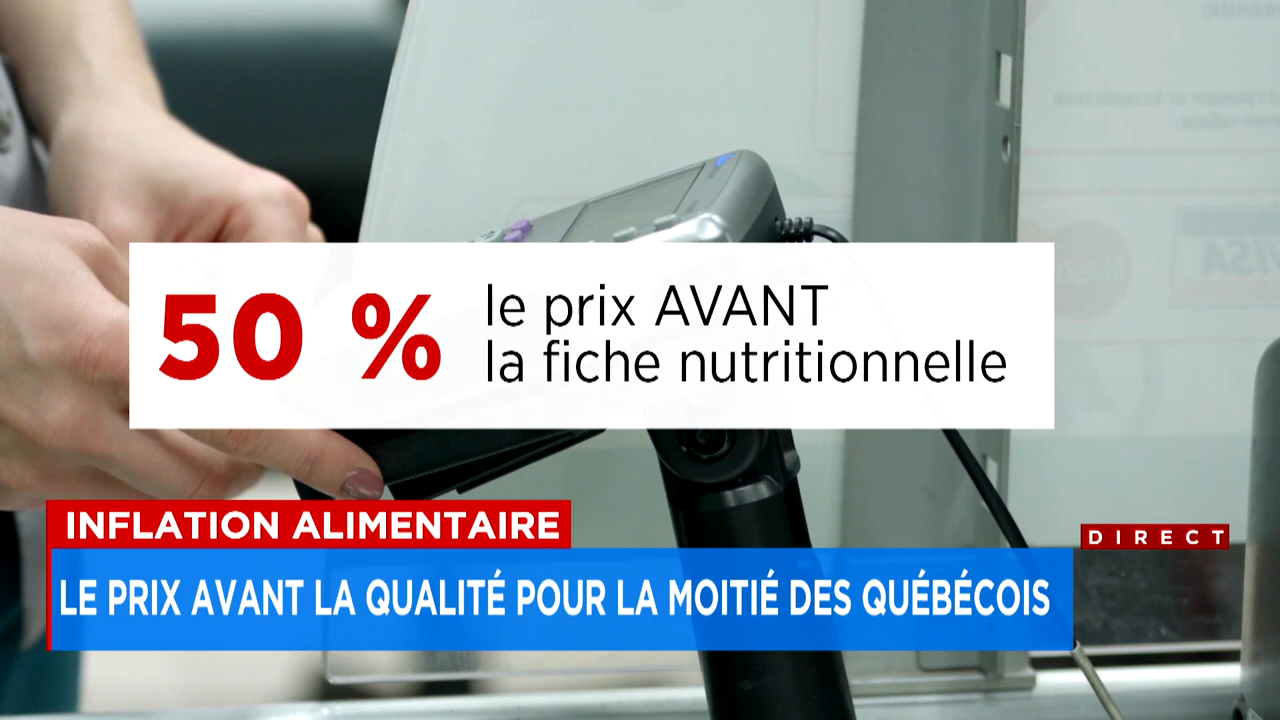 50 %
le prix AVANT
la fiche nutritionnelle
INFLATION ALIMENTAIRE
DIRECT
LE PRIX AVANT LA QUALITÉ POUR LA MOITIÉ DES QUÉBÉCOIS
VISA